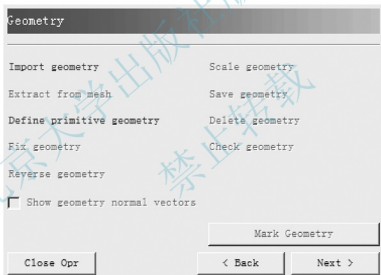 Geometry
Import geometry
Scale geometry
Extract from mesh
Save geometry
Define primitive geometry
Delete geometry
Fix geometry
Check geometry
Reverse geometry
Show geometry normal vectors
Mark Geometry
Close Opr
< Back
Next >